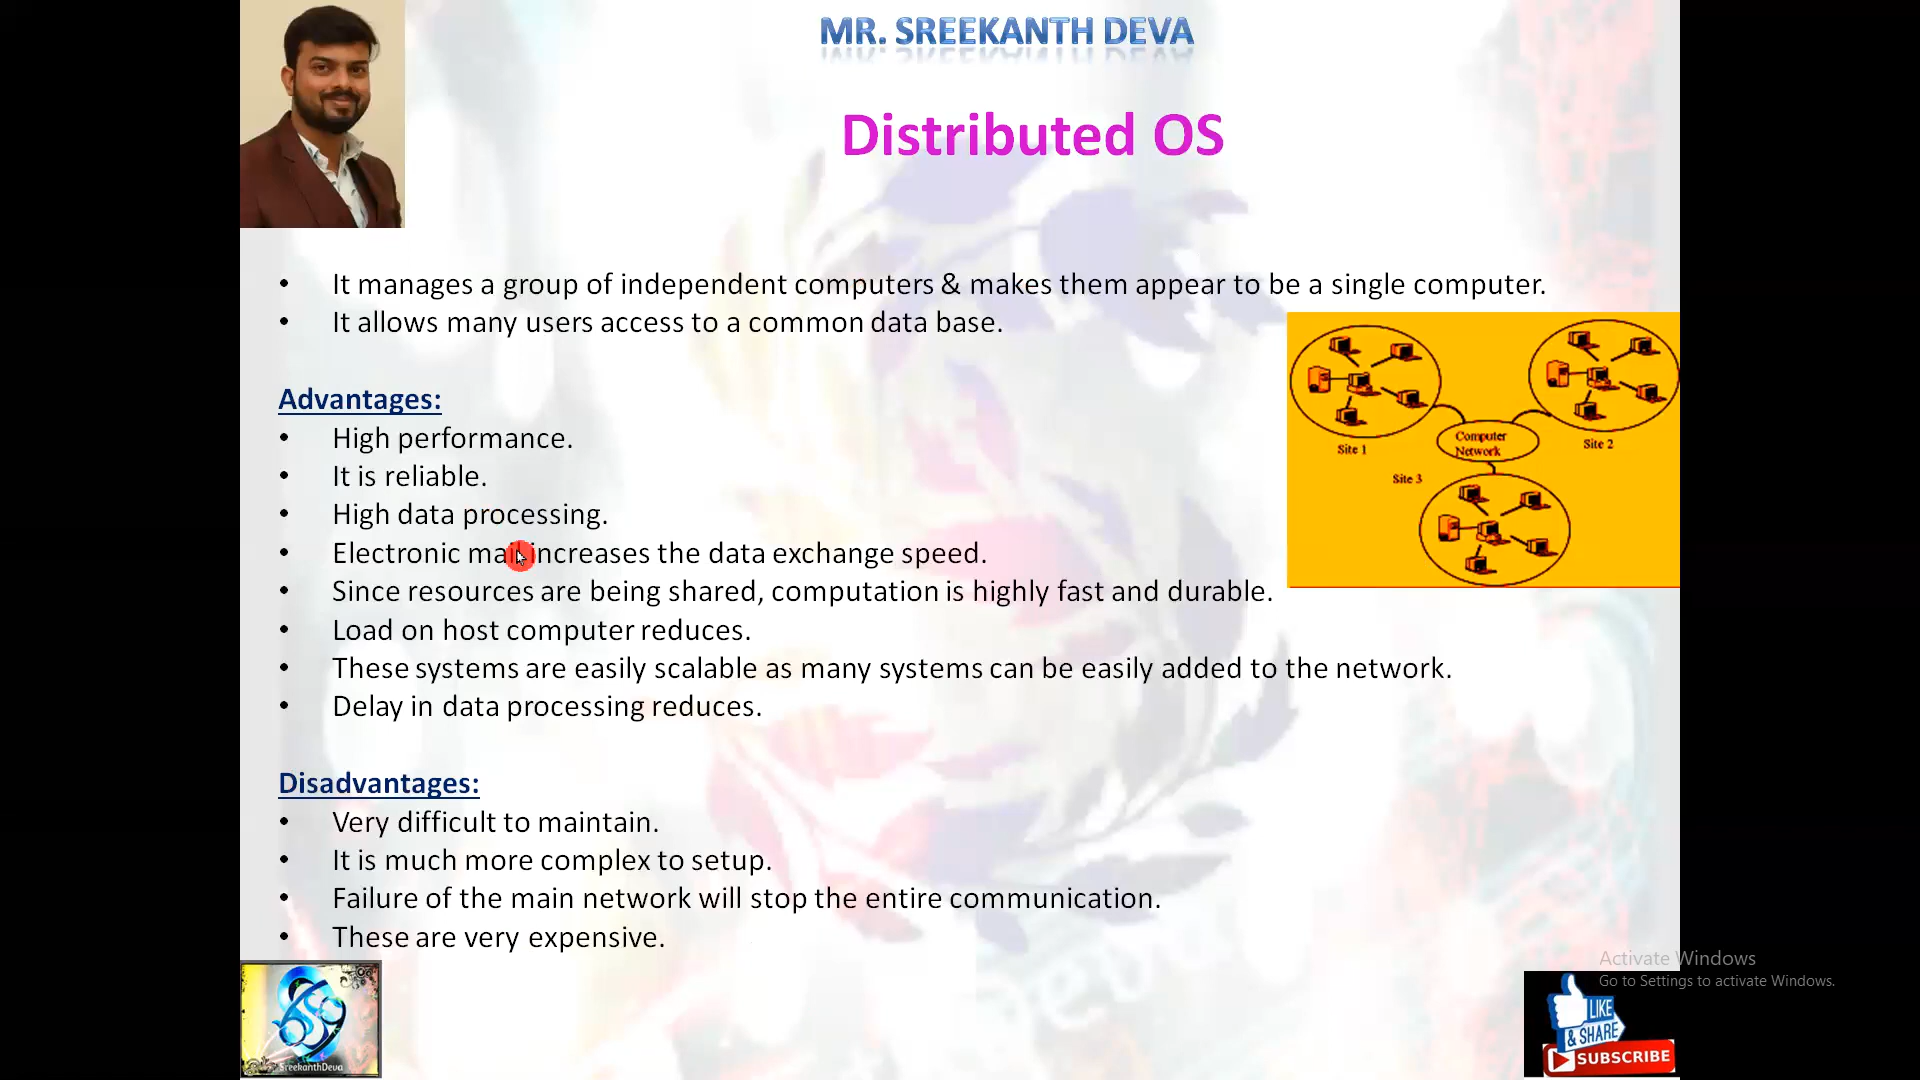 MR. SREEKANTH DEVA
Distributed OS
• It manages a group of independent computers & makes them appear to be a single computer.
• It allows many users access to a common data base.
Advantages:
• High performance.
• It is reliable.
• High data processing.
• Electronic mail increases the data exchange speed.
• Since resources are being shared, computation is highly fast and durable.
• Load on host computer reduces.
• These systems are easily scalable as many systems can be easily added to the network.
• Delay in data processing reduces.
Site 1
Computer
Network
Site 2
Site 3
Disadvantages:
• Very difficult to maintain.
• It is much more complex to setup.
• Failure of the main network will stop the entire communication.
• These are very expensive.
SreekanthDeva
Activate Windows
Go to Settings to activate Windows.
LIKE
& SHARE
SUBSCRIBE